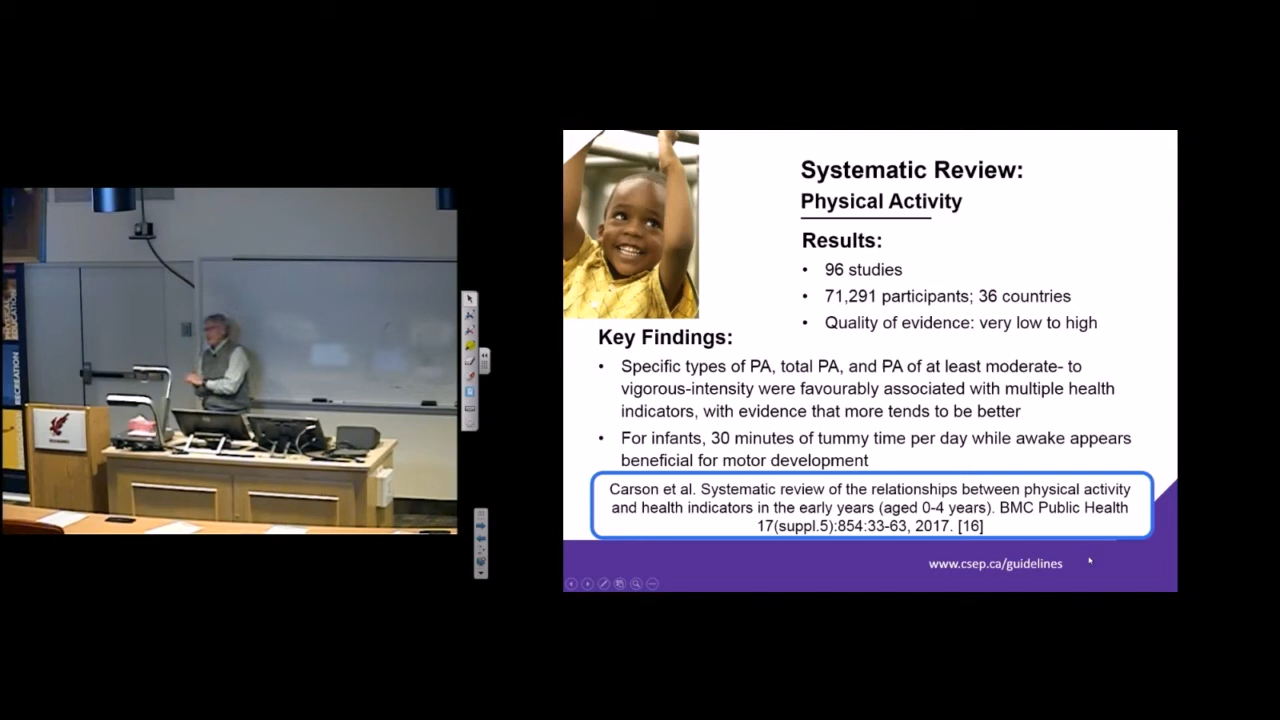 Systematic Review:
Physical Activity
Results:
• 96 studies
• 71,291 participants; 36 countries
• Quality of evidence: very low to high
Key Findings:
• Specific types of PA, total PA, and PA of at least moderate- to
vigorous-intensity were favourably associated with multiple health
indicators, with evidence that more tends to be better
• For infants, 30 minutes of tummy time per day while awake appears
beneficial for motor development
Carson et al. Systematic review of the relationships between physical activity
and health indicators in the early years (aged 0-4 years). BMC Public Health
17(suppl.5):854:33-63, 2017. [16]
www.csep.ca/guidelines
PHYSICAL
EDUCATION
RECREATION